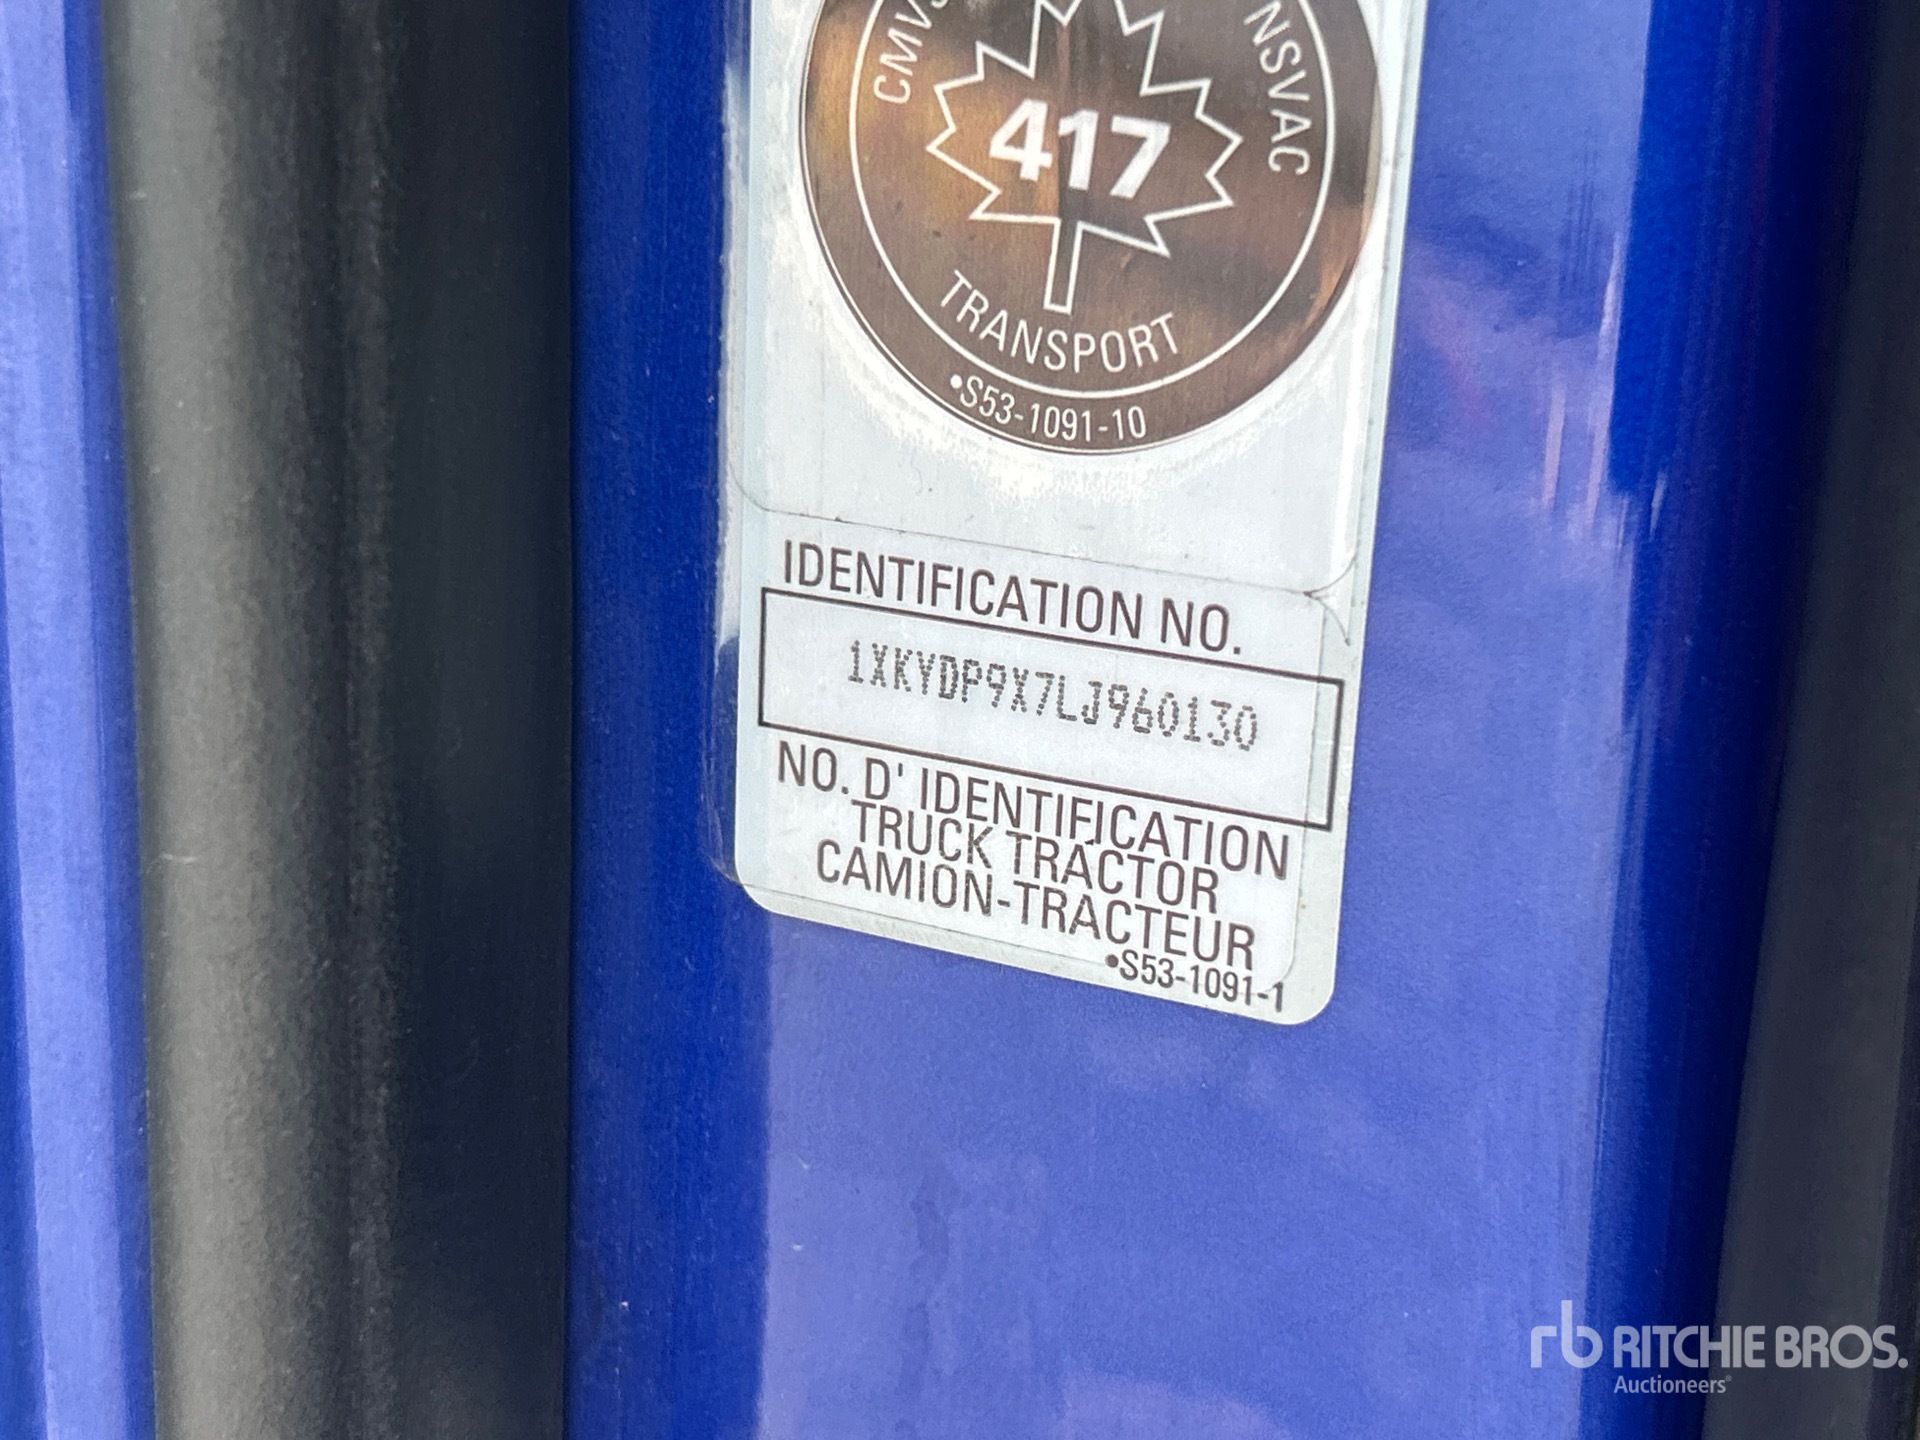 NSVAC
417
TRANSPORT
•S53-1091-10
IDENTIFICATION NO.
1XKYDP9X7LJ960130
NO. D'IDENTIFICATION
TRUCK TRACTOR
CAMION-TRACTEUR
•S53-1091-1
rb RITCHIE BROS.
Auctioneers®